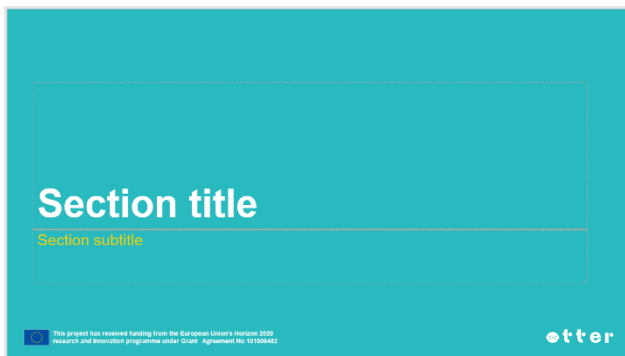 Section title
Section subtitle
This project has received funding from the European Union's Horizon 2020
research and Innovation programme under Grant Agreement No 101006482
otter